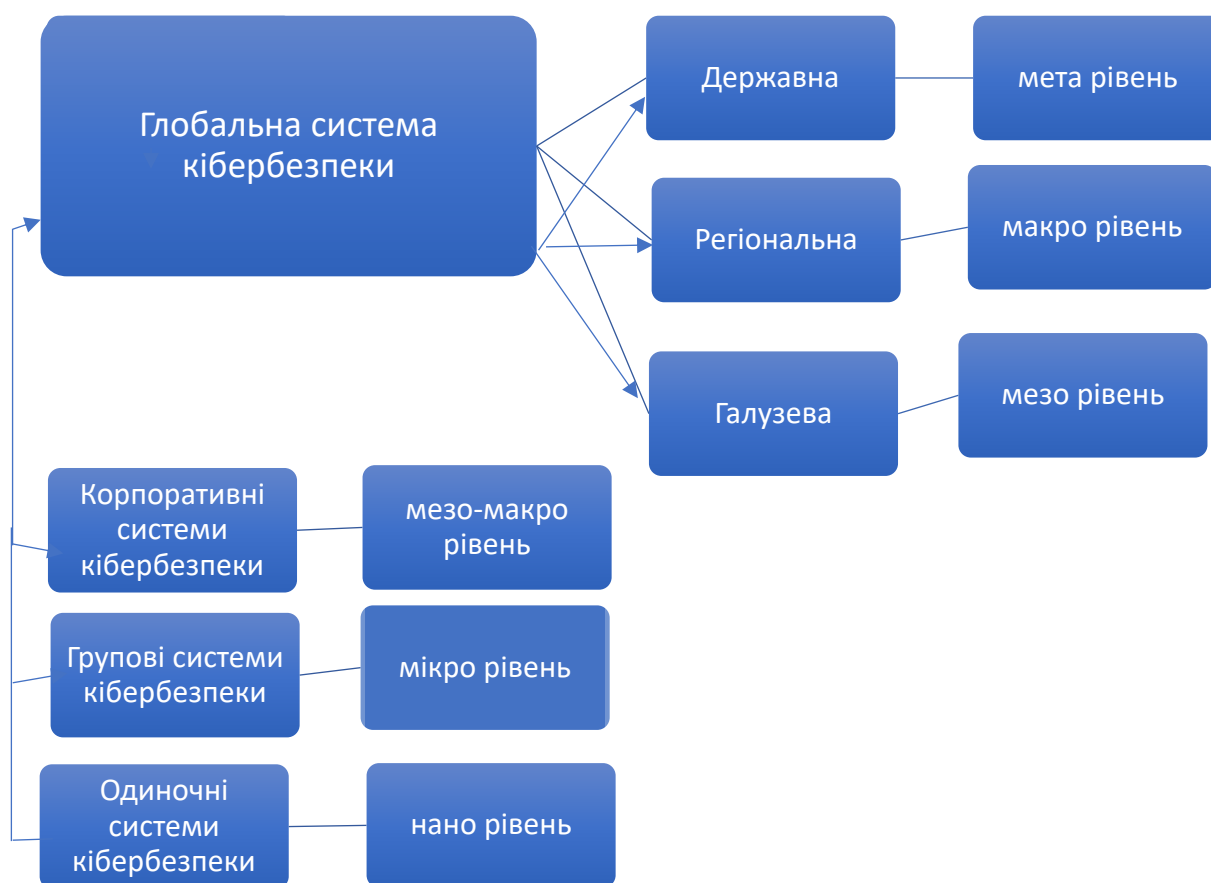 Глобальна система
кібербезпеки
Державна
мета рівень
Регіональна
макро рівень
Галузева
мезо рівень
Корпоративні
системи
кібербезпеки
мезо-макро
рівень
Групові системи
кібербезпеки
мікро рівень
Одиночні
системи
кібербезпеки
нано рівень